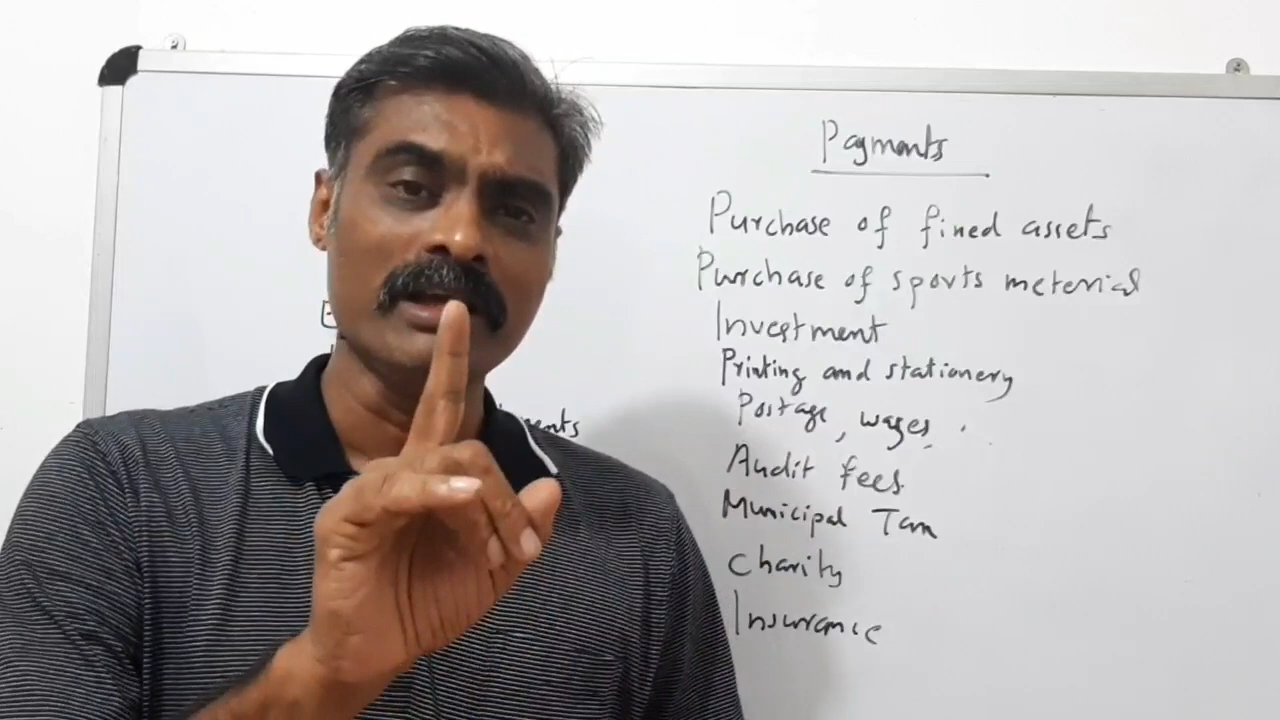 Payments
Purchase of fined assets
Purchase of sports meterial
Investment
Printing and stationery
Postage, wages,
Audit fees
Municipal Tax
charity
Insurance